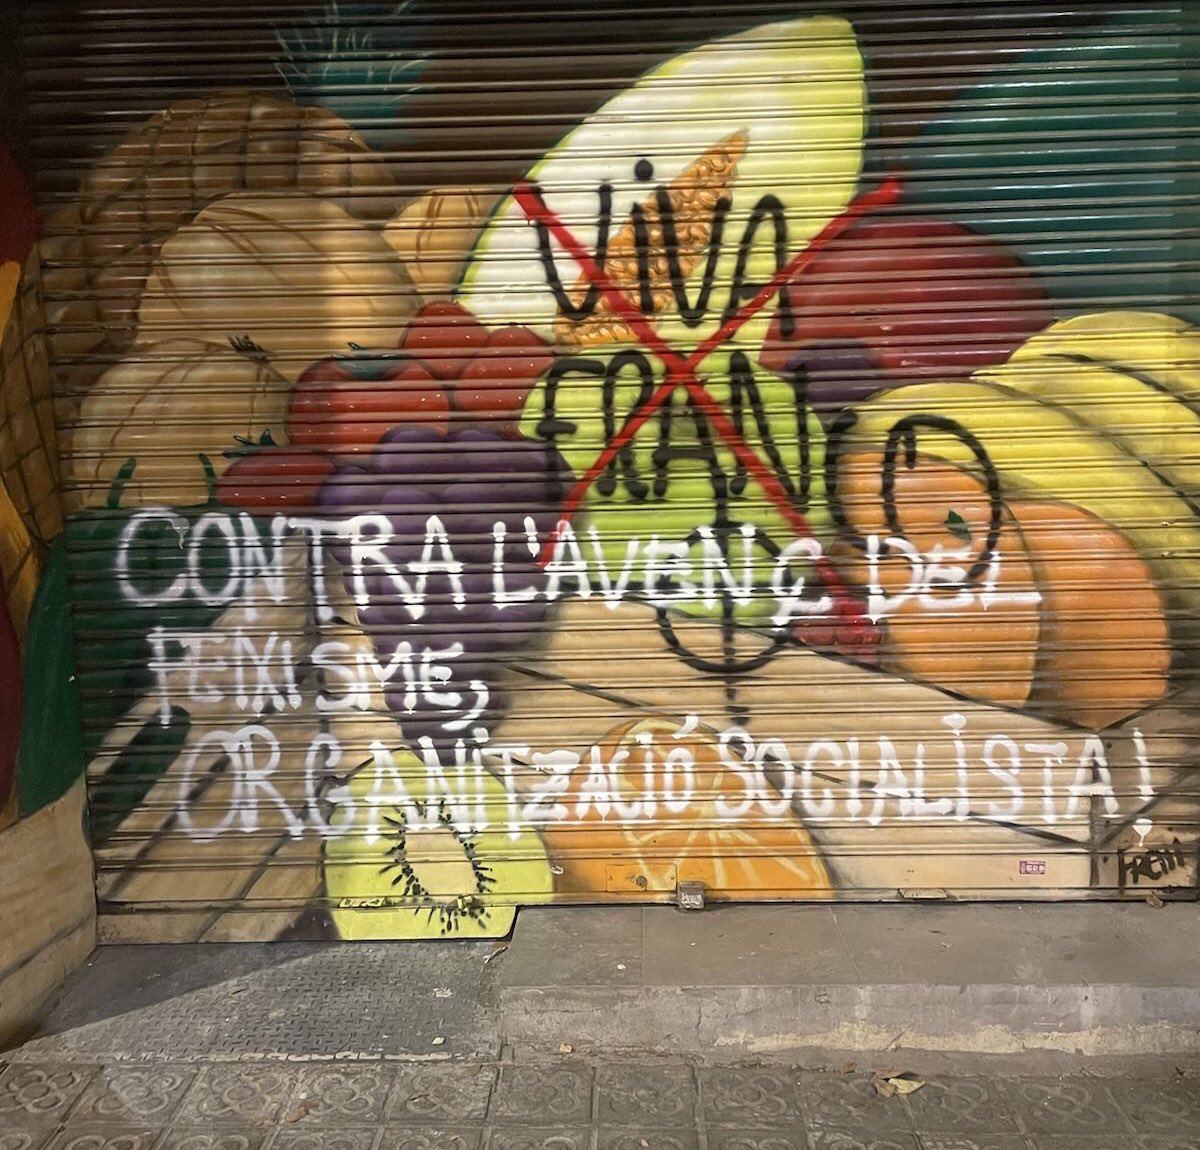 ViVA
FRANCO
CONTRA L'AVENÇ DEL
FEIXISME,
ORGANiTZACIÓ SOCIALiSTA!